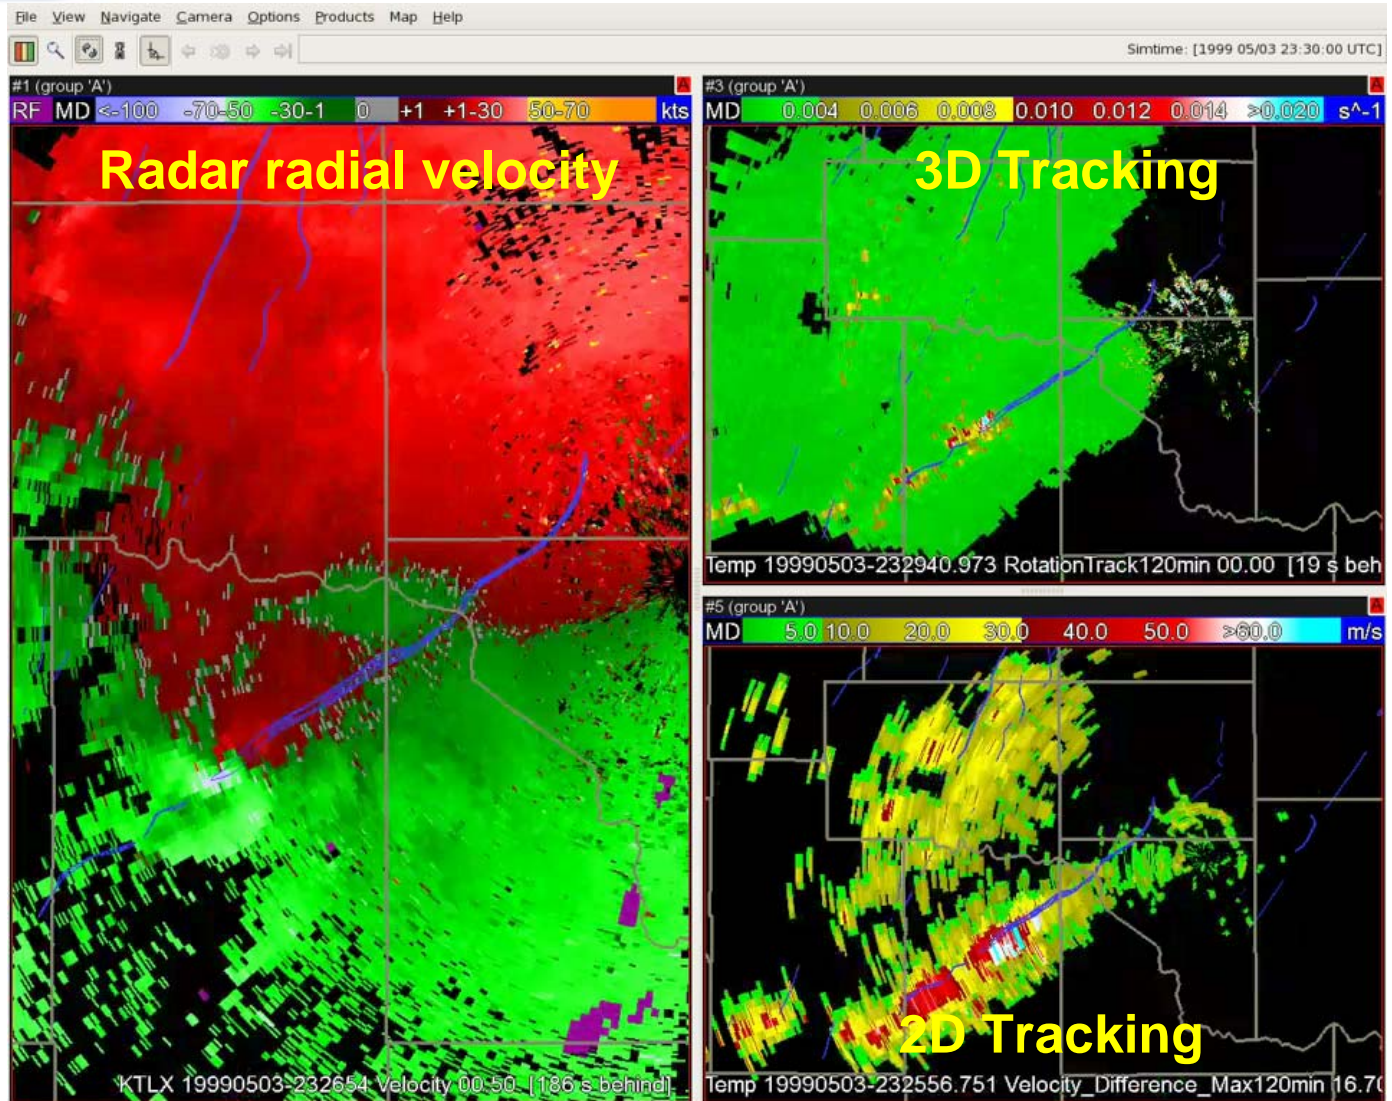 File View Navigate Camera Options Products Map Help
Simtime: [1999 05/03 23:30:00 UTC]
#1 (group 'A')
A
RF MD <-100 -70-50 -30-1 0 +1 +1-30 50-70 kts
Radar radial velocity
KTLX 19990503-232654 Velocity 00.50 [186 s behind]
#3 (group 'A')
A
MD 0.004 0.006 0.008 0.010 0.012 0.014 >0.020 s^-1
3D Tracking
Temp 19990503-232940.973 RotationTrack120min 00.00 [19 s beh
#5 (group 'A')
A
MD 5.0 10.0 20.0 30.0 40.0 50.0 >60.0 m/s
2D Tracking
Temp 19990503-232556.751 Velocity_Difference_Max120min 16.70